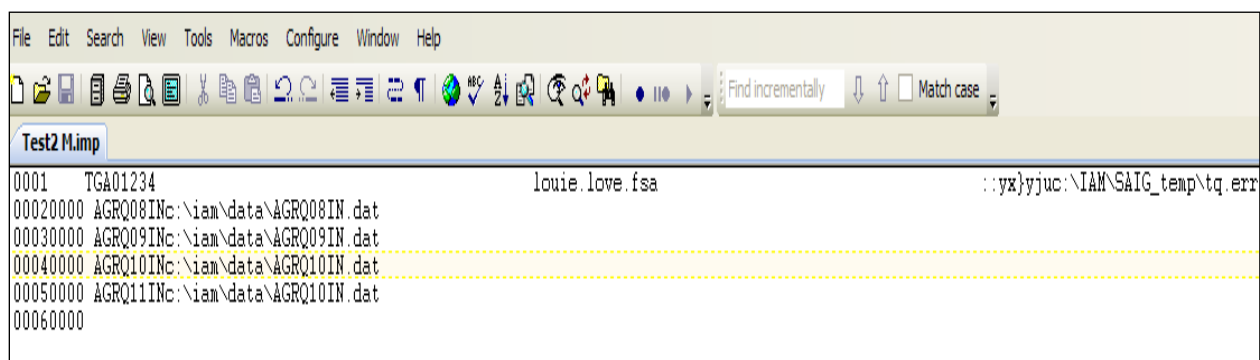 File Edit Search View Tools Macros Configure Window Help
Find incrementally Match case
Test2 M.imp
0001 TGA01234 louie.love.fsa ::yx}yjuc:\IAM\SAIG_temp\tq.err
00020000 AGRQ08INc:\iam\data\AGRQ08IN.dat
00030000 AGRQ09INc:\iam\data\AGRQ09IN.dat
00040000 AGRQ10INc:\iam\data\AGRQ10IN.dat
00050000 AGRQ11INc:\iam\data\AGRQ10IN.dat
00060000